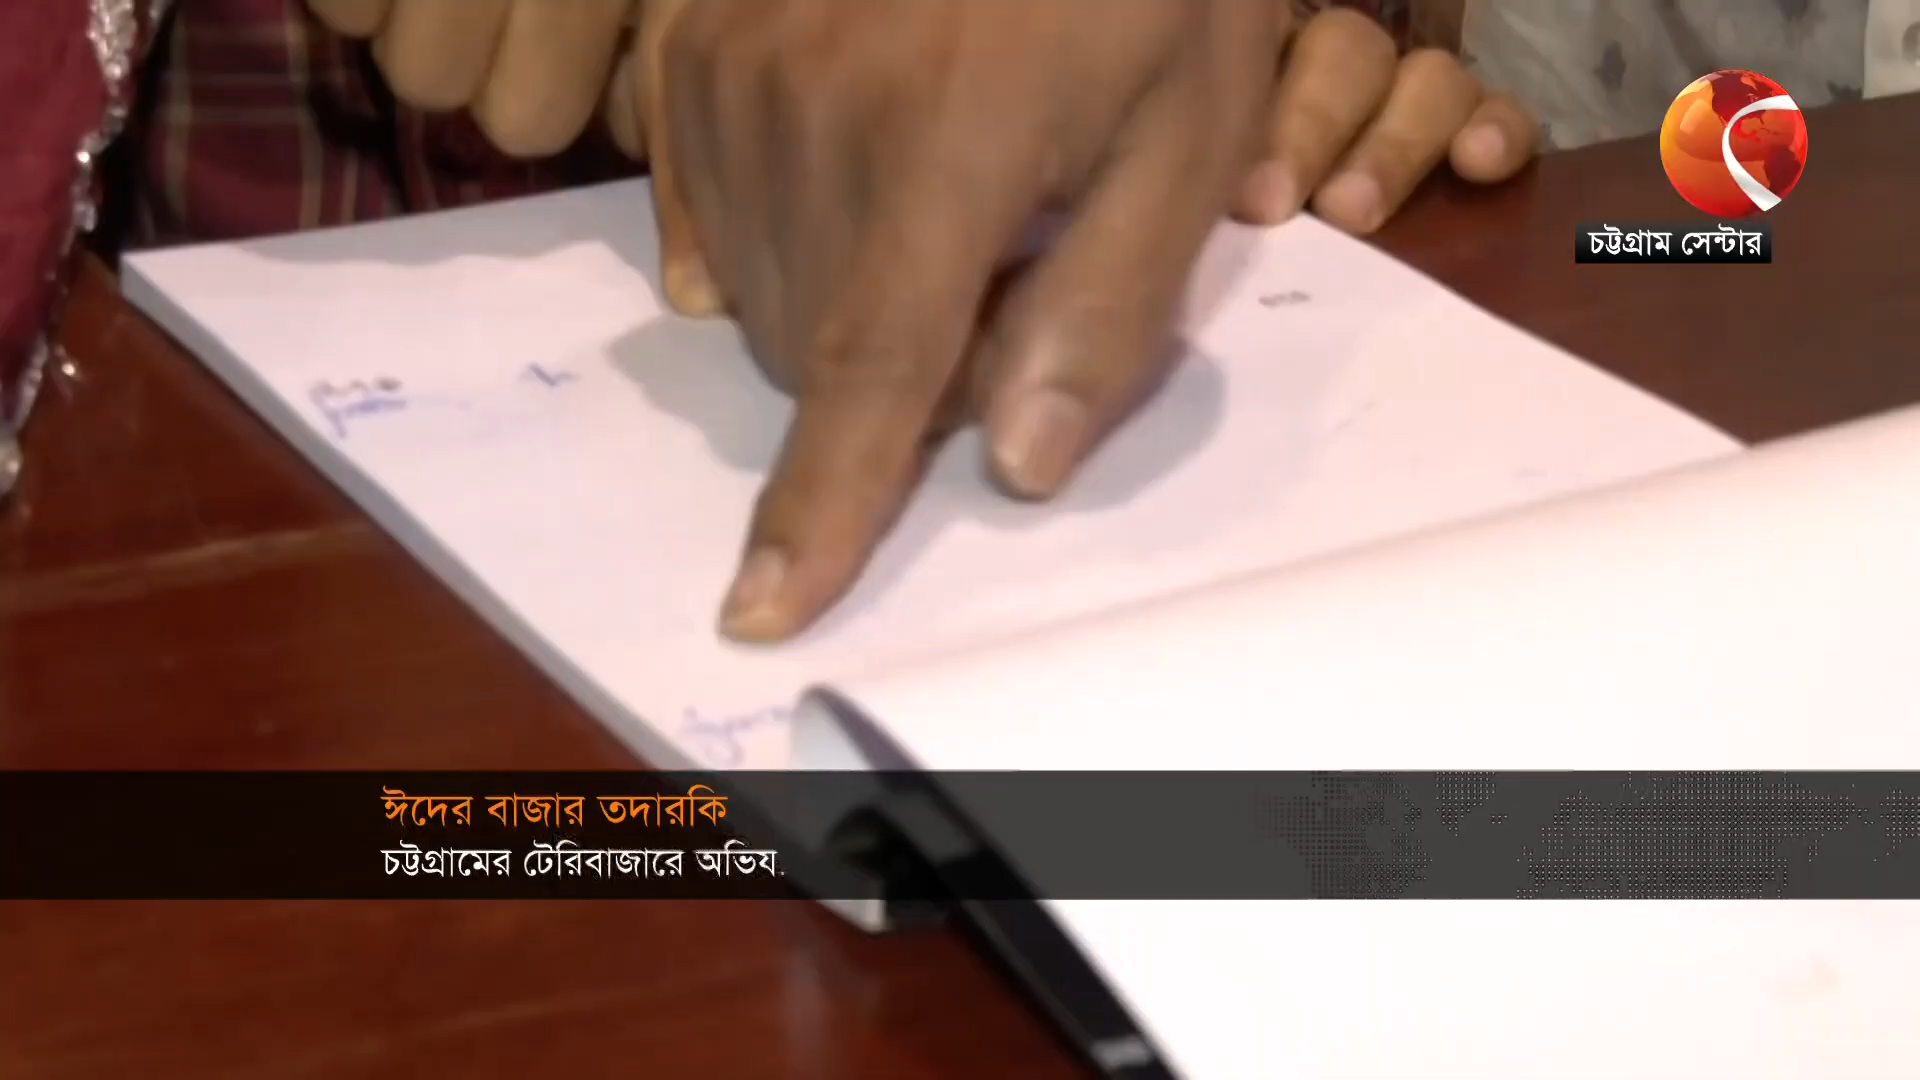 চট্টগ্রাম সেন্টার
ঈদের বাজার তদারকি
চট্টগ্রামের টেরিবাজারে অভিয.